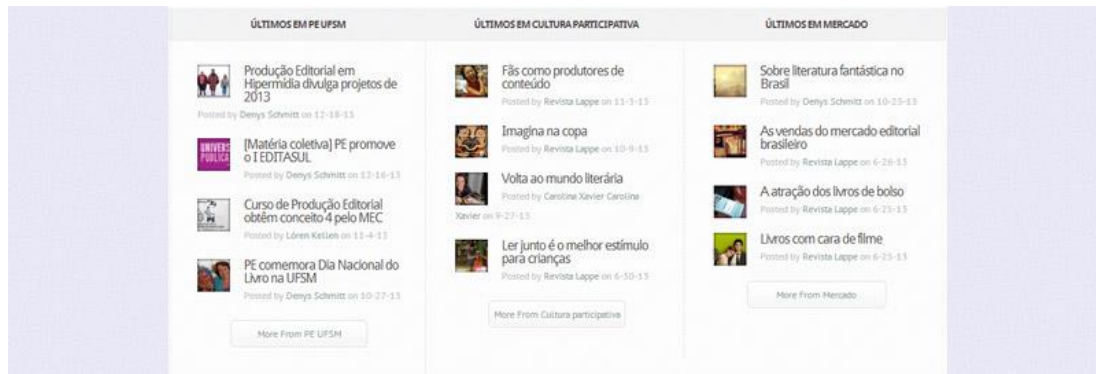 ÚLTIMOS EM PE UFSM
Produção Editorial em
Hipermídia divulga projetos de
2013
Posted by Denys Schmitt on 12-18-13
UNIVERS
PÚBLICA
[Matéria coletiva] PE promove
o I EDITASUL
Posted by Denys Schmitt on 12-16-13
Curso de Produção Editorial
obtêm conceito 4 pelo MEC
Posted by Lóren Kellen on 11-4-13
PE comemora Dia Nacional do
Livro na UFSM
Posted by Denys Schmitt on 10-27-13
More From PE UFSM
ÚLTIMOS EM CULTURA PARTICIPATIVA
Fãs como produtores de
conteúdo
Posted by Revista Lappe on 11-3-13
Imagina na copa
Posted by Revista Lappe on 10-9-13
Volta ao mundo literária
Posted by Carolina Xavier Carolina
Xavier on 9-27-13
Ler junto é o melhor estímulo
para crianças
Posted by Revista Lappe on 6-30-13
More From Cultura participativa
ÚLTIMOS EM MERCADO
Sobre literatura fantástica no
Brasil
Posted by Denys Schmitt on 10-25-13
As vendas do mercado editorial
brasileiro
Posted by Revista Lappe on 6-26-13
A atração dos livros de bolso
Posted by Revista Lappe on 6-25-13
Livros com cara de filme
Posted by Revista Lappe on 6-25-13
More From Mercado